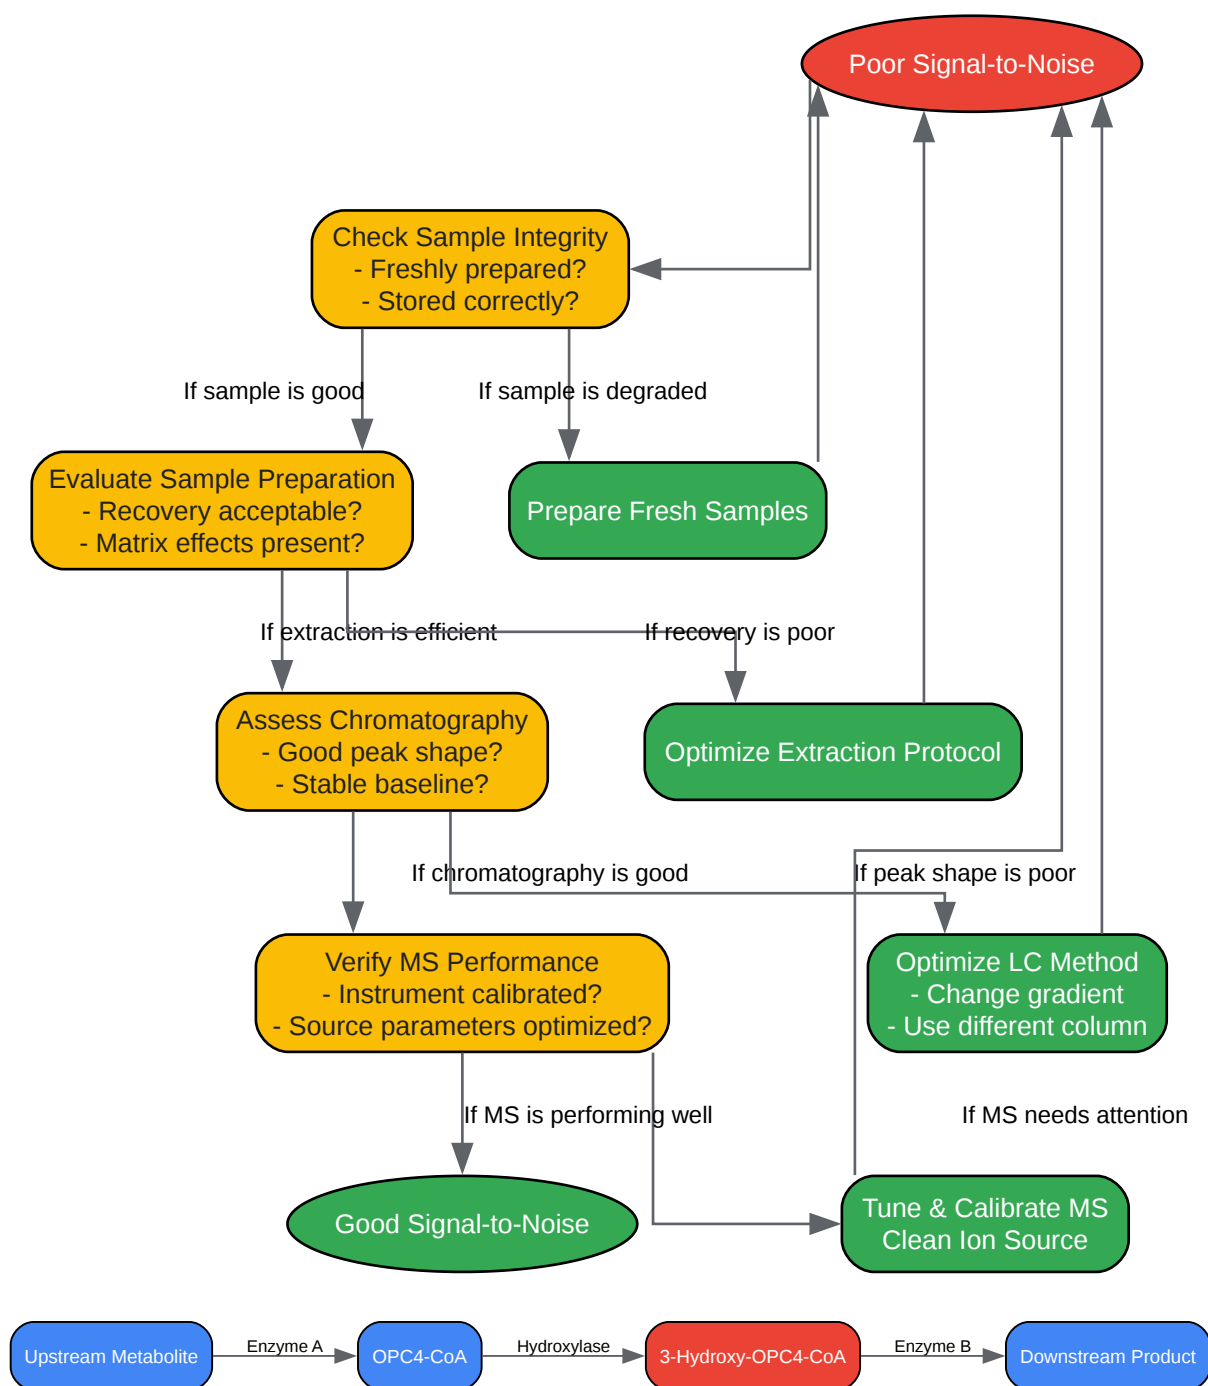 Poor Signal-to-Noise
Check Sample Integrity
- Freshly prepared?
- Stored correctly?
If sample is good
If sample is degraded
Evaluate Sample Preparation
- Recovery acceptable?
- Matrix effects present?
Prepare Fresh Samples
If extraction is efficient
If recovery is poor
Assess Chromatography
- Good peak shape?
- Stable baseline?
Optimize Extraction Protocol
If chromatography is good
If peak shape is poor
Verify MS Performance
- Instrument calibrated?
- Source parameters optimized?
Optimize LC Method
- Change gradient
- Use different column
If MS is performing well
If MS needs attention
Good Signal-to-Noise
Tune & Calibrate MS
Clean Ion Source
Upstream Metabolite
Enzyme A
OPC4-CoA
Hydroxylase
3-Hydroxy-OPC4-CoA
Enzyme B
Downstream Product